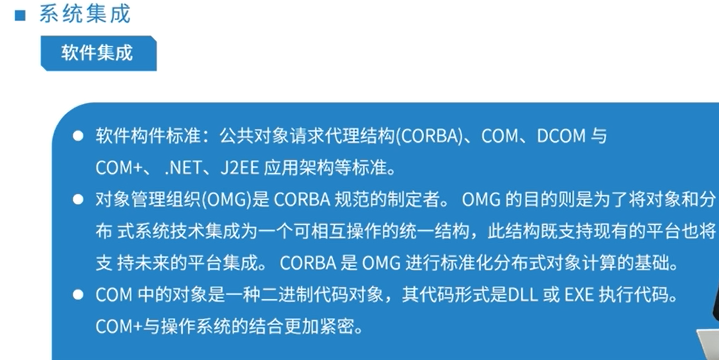 系统集成
软件集成
软件构件标准：公共对象请求代理结构(CORBA)、COM、DCOM 与
COM+、 .NET、J2EE 应用架构等标准。
对象管理组织(OMG)是 CORBA 规范的制定者。 OMG 的目的则是为了将对象和分
布 式系统技术集成为一个可相互操作的统一结构，此结构既支持现有的平台也将
支 持未来的平台集成。 CORBA 是 OMG 进行标准化分布式对象计算的基础。
COM 中的对象是一种二进制代码对象，其代码形式是DLL 或 EXE 执行代码。
COM+与操作系统的结合更加紧密。